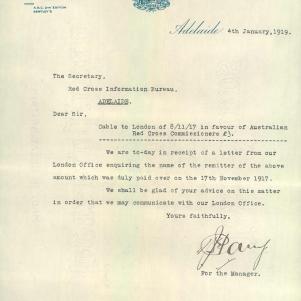 A.B.C. 5TH EDITION
BENTLEY'S
Adelaide 4th January, 1919.
The Secretary,
Red Cross Information Bureau,
ADELAIDE.
Dear Sir,
Cable to London of 8/11/17 in favour of Australian
Red Cross Commissioners £3.
We are to-day in receipt of a letter from our
London Office enquiring the name of the remitter of the above
amount which was duly paid over on the 17th November 1917.
We shall be glad of your advice on this matter
in order that we may communicate with our London Office.
Yours faithfully,
For the Manager.